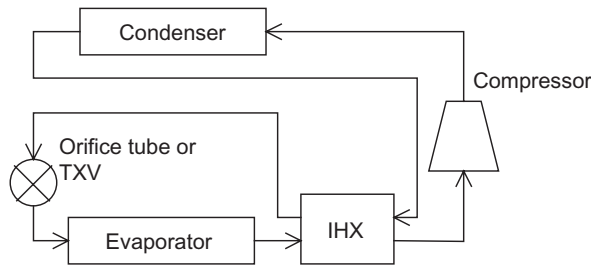 Condenser
Compressor
Orifice tube or
TXV
IHX
Evaporator